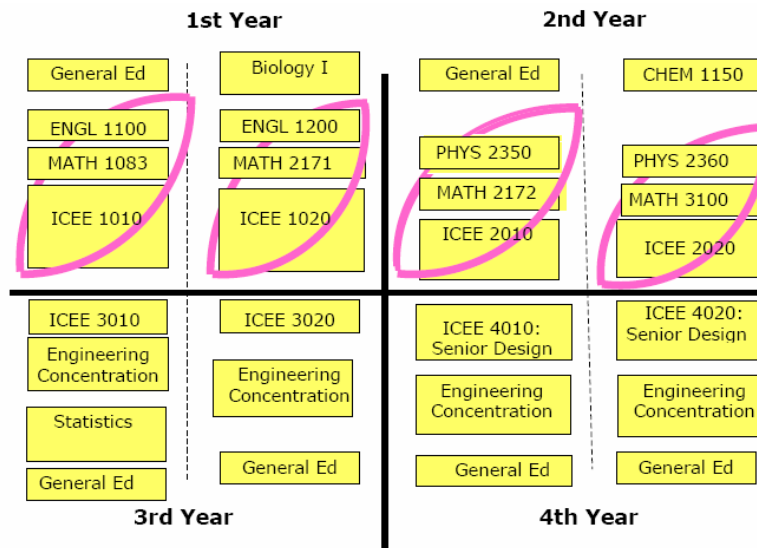 1st Year
General Ed
ENGL 1100
MATH 1083
ICEE 1010
Biology I
ENGL 1200
MATH 2171
ICEE 1020
2nd Year
General Ed
PHYS 2350
MATH 2172
ICEE 2010
CHEM 1150
PHYS 2360
MATH 3100
ICEE 2020
ICEE 3010
Engineering
Concentration
Statistics
General Ed
ICEE 3020
Engineering
Concentration
General Ed
3rd Year
ICEE 4010:
Senior Design
Engineering
Concentration
General Ed
ICEE 4020:
Senior Design
Engineering
Concentration
General Ed
4th Year